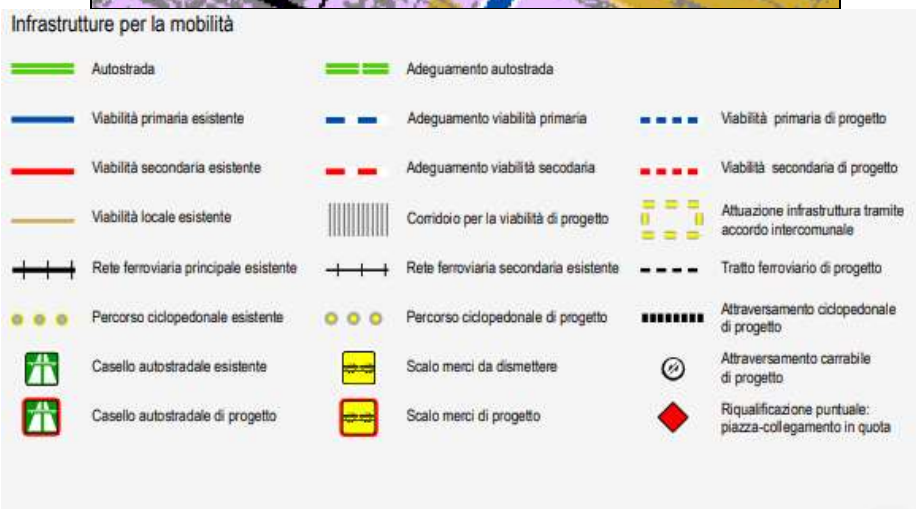 Infrastrutture per la mobilità
Autostrada
Adeguamento autostrada
Viabilità primaria esistente
Adeguamento viabilità primaria
Viabilità primaria di progetto
Viabilità secondaria esistente
Adeguamento viabilità secodaria
Viabilità secondaria di progetto
Viabilità locale esistente
Corridoio per la viabilità di progetto
Attuazione infrastruttura tramite
accordo intercomunale
Rete ferroviaria principale esistente
Rete ferroviaria secondaria esistente
Tratto ferroviario di progetto
Percorso ciclopedonale esistente
Percorso ciclopedonale di progetto
Attraversamento ciclopedonale
di progetto
Casello autostradale esistente
Scalo merci da dismettere
Attraversamento carrabile
di progetto
Casello autostradale di progetto
Scalo merci di progetto
Riqualificazione puntuale:
piazza-collegamento in quota